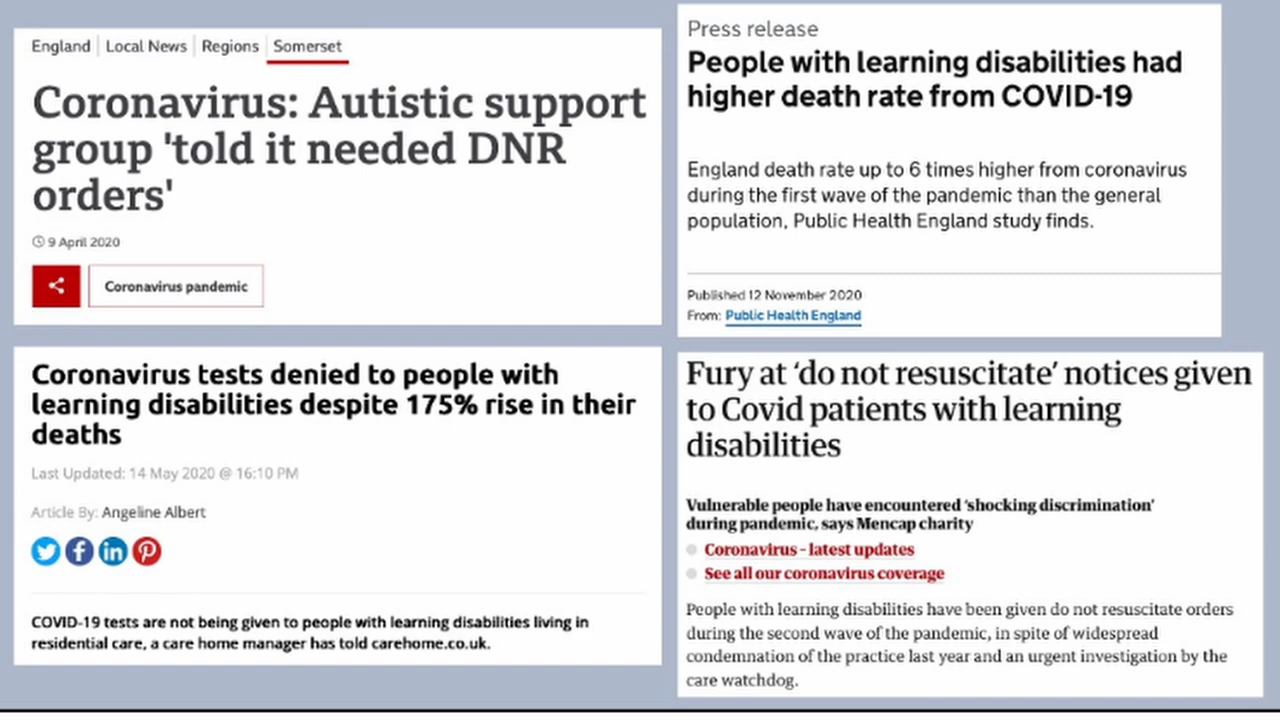 England Local News Regions Somerset
Coronavirus: Autistic support
group 'told it needed DNR
orders'
9 April 2020
Coronavirus pandemic
Press release
People with learning disabilities had
higher death rate from COVID-19
England death rate up to 6 times higher from coronavirus
during the first wave of the pandemic than the general
population, Public Health England study finds.
Published 12 November 2020
From: Public Health England
Coronavirus tests denied to people with
learning disabilities despite 175% rise in their
deaths
Last Updated: 14 May 2020 @ 16:10 PM
Article By: Angeline Albert
COVID-19 tests are not being given to people with learning disabilities living in
residential care, a care home manager has told carehome.co.uk.
Fury at ‘do not resuscitate’ notices given
to Covid patients with learning
disabilities
Vulnerable people have encountered ‘shocking discrimination’
during pandemic, says Mencap charity
Coronavirus – latest updates
See all our coronavirus coverage
People with learning disabilities have been given do not resuscitate orders
during the second wave of the pandemic, in spite of widespread
condemnation of the practice last year and an urgent investigation by the
care watchdog.